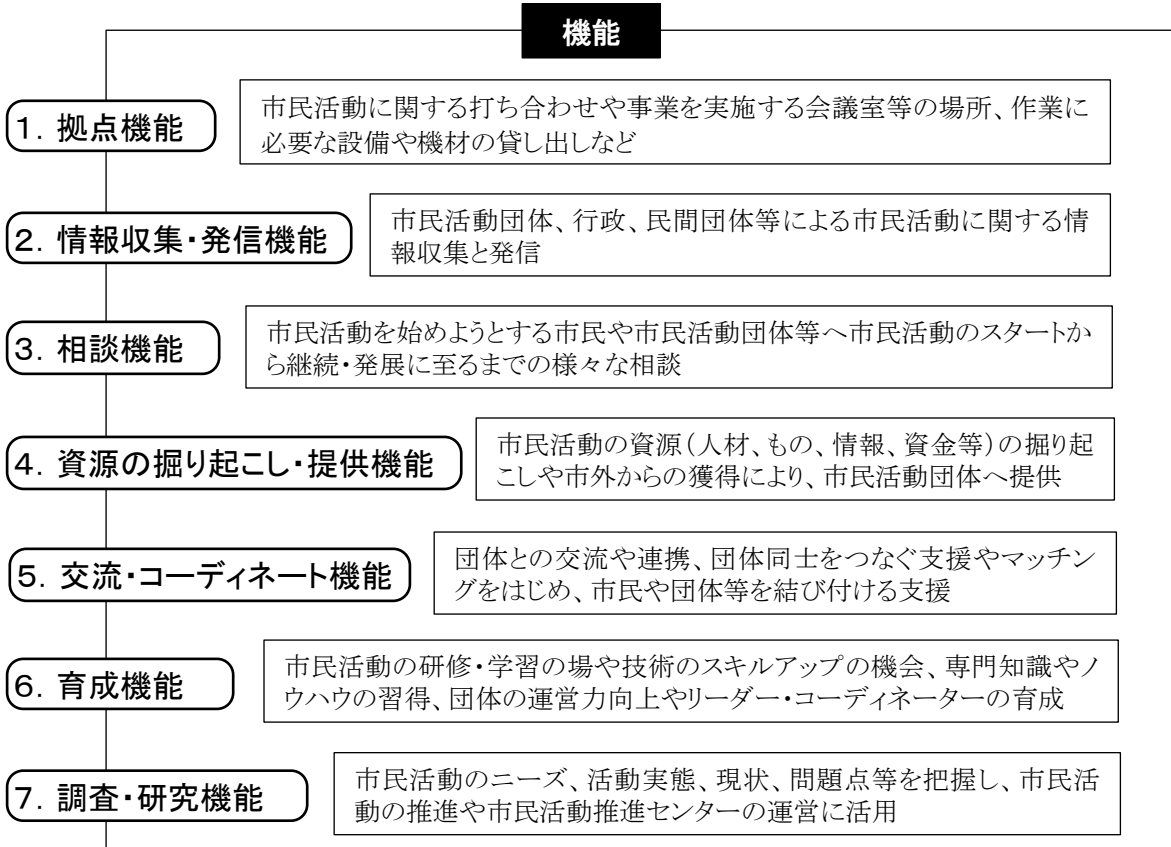 機能
1. 拠点機能
市民活動に関する打ち合わせや事業を実施する会議室等の場所、作業に
必要な設備や機材の貸し出しなど
2. 情報収集・発信機能
市民活動団体、行政、民間団体等による市民活動に関する情
報収集と発信
3. 相談機能
市民活動を始めようとする市民や市民活動団体等へ市民活動のスタートか
ら継続・発展に至るまでの様々な相談
4. 資源の掘り起こし・提供機能
市民活動の資源(人材、もの、情報、資金等)の掘り起
こしや市外からの獲得により、市民活動団体へ提供
5. 交流・コーディネート機能
団体との交流や連携、団体同士をつなぐ支援やマッチン
グをはじめ、市民や団体等を結び付ける支援
6. 育成機能
市民活動の研修・学習の場や技術のスキルアップの機会、専門知識やノ
ウハウの習得、団体の運営力向上やリーダー・コーディネーターの育成
7. 調査・研究機能
市民活動のニーズ、活動実態、現状、問題点等を把握し、市民活
動の推進や市民活動推進センターの運営に活用